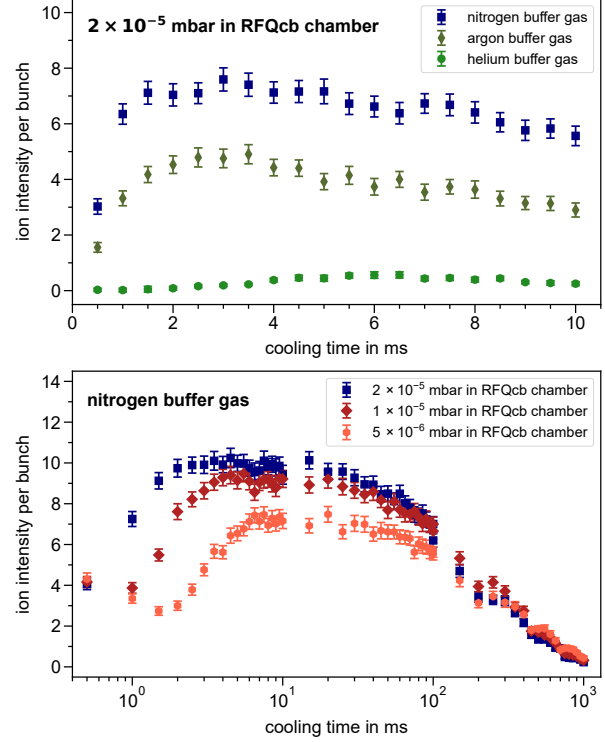 2 × 10⁻⁵ mbar in RFQcb chamber
nitrogen buffer gas
argon buffer gas
helium buffer gas
ion intensity per bunch
10
8
6
4
2
0
0 2 4 6 8 10
cooling time in ms
nitrogen buffer gas
2 × 10⁻⁵ mbar in RFQcb chamber
1 × 10⁻⁵ mbar in RFQcb chamber
5 × 10⁻⁶ mbar in RFQcb chamber
ion intensity per bunch
14
12
10
8
6
4
2
0
10⁰ 10¹ 10² 10³
cooling time in ms